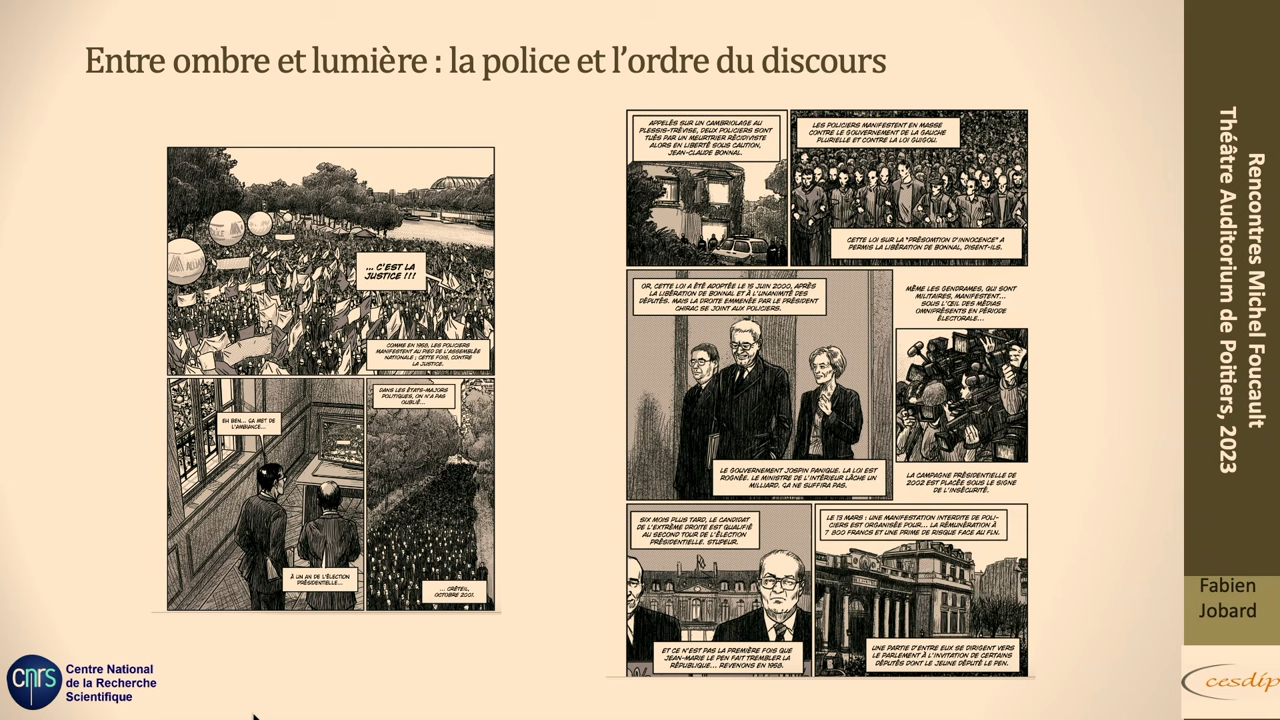 Entre ombre et lumière : la police et l’ordre du discours
... C'EST LA
JUSTICE !!!
COMME EN 1958, LES POLICIERS
MANIFESTENT AU PIED DE L'ASSEMBLÉE
NATIONALE ; CETTE FOIS, CONTRE
LA JUSTICE.
EH BEN... ÇA MET DE
L'AMBIANCE...
DANS LES ÉTATS-MAJORS
POLITIQUES, ON N'A PAS
OUBLIÉ...
À UN AN DE L'ÉLECTION
PRÉSIDENTIELLE...
... CRÉTEIL,
OCTOBRE 2001.
APPELÉS SUR UN CAMBRIOLAGE AU
PLESSIS-TRÉVISE, DEUX POLICIERS SONT
TUÉS PAR UN MEURTRIER RÉCIDIVISTE
ALORS EN LIBERTÉ SOUS CAUTION,
JEAN-CLAUDE BONNAL.
LES POLICIERS MANIFESTENT EN MASSE
CONTRE LE GOUVERNEMENT DE LA GAUCHE
PLURIELLE ET CONTRE LA LOI GUIGOU.
CETTE LOI SUR LA "PRÉSOMTION D'INNOCENCE" A
PERMIS LA LIBÉRATION DE BONNAL, DISENT-ILS.
OR, CETTE LOI A ÉTÉ ADOPTÉE LE 15 JUIN 2000, APRÈS
LA LIBÉRATION DE BONNAL ET À L'UNANIMITÉ DES
DÉPUTÉS. MAIS LA DROITE EMMENÉE PAR LE PRÉSIDENT
CHIRAC SE JOINT AUX POLICIERS.
MÊME LES GENDRAMES, QUI SONT
MILITAIRES, MANIFESTENT...
SOUS L'ŒIL DES MÉDIAS
OMNIPRÉSENTS EN PÉRIODE
ÉLECTORALE...
LE GOUVERNEMENT JOSPIN PANIQUE. LA LOI EST
ROGNÉE. LE MINISTRE DE L'INTÉRIEUR LÂCHE UN
MILLIARD. ÇA NE SUFFIRA PAS.
LA CAMPAGNE PRÉSIDENTIELLE DE
2002 EST PLACÉE SOUS LE SIGNE
DE L'INSÉCURITÉ.
SIX MOIS PLUS TARD, LE CANDIDAT
DE L'EXTRÊME DROITE EST QUALIFIÉ
AU SECOND TOUR DE L'ÉLECTION
PRÉSIDENTIELLE. STUPEUR.
ET CE N'EST PAS LA PREMIÈRE FOIS QUE
JEAN-MARIE LE PEN FAIT TREMBLER LA
RÉPUBLIQUE... REVENONS EN 1958.
LE 13 MARS : UNE MANIFESTATION INTERDITE DE POLI-
CIERS EST ORGANISÉE POUR... LA RÉMUNÉRATION À
7 800 FRANCS ET UNE PRIME DE RISQUE FACE AU FLN.
UNE PARTIE D'ENTRE EUX SE DIRIGENT VERS
LE PARLEMENT À L'INVITATION DE CERTAINS
DÉPUTÉS DONT LE JEUNE DÉPUTÉ LE PEN.
Rencontres Michel Foucault
Théâtre Auditorium de Poitiers, 2023
Fabien
Jobard
cnrs
Centre National
de la Recherche
Scientifique
cesdip